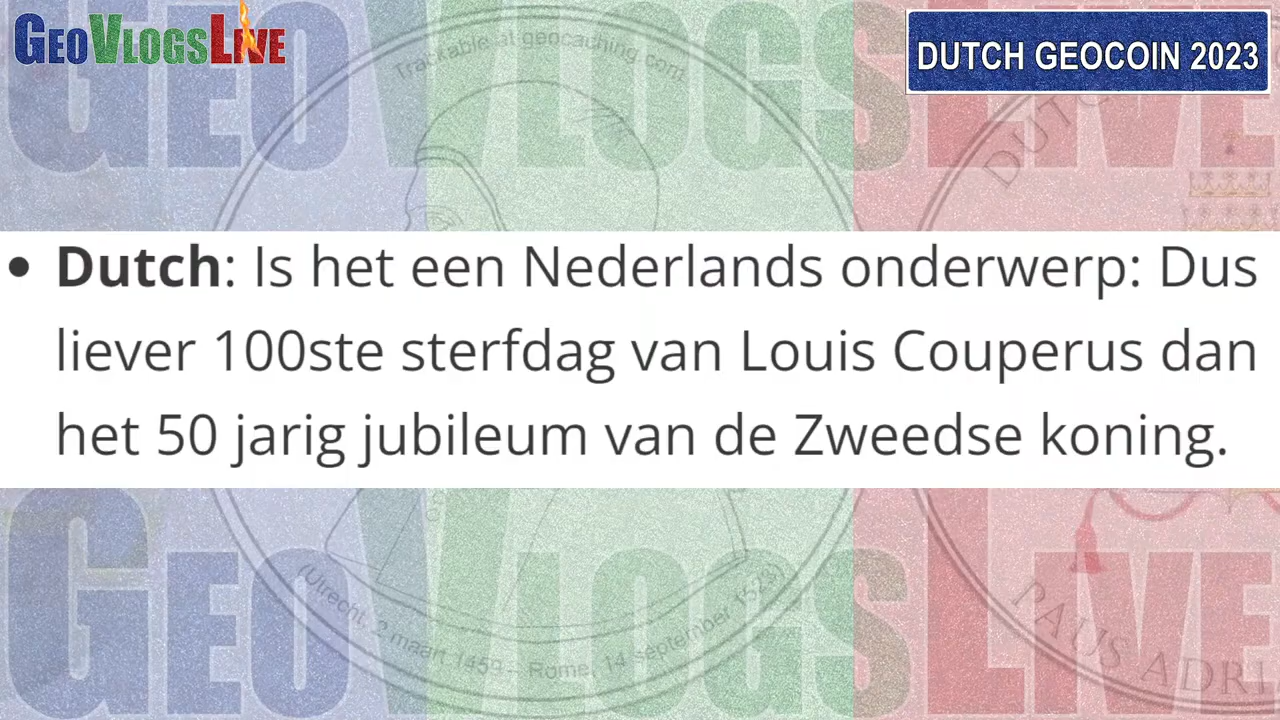 GEOVLOGSLIVE
DUTCH GEOCOIN 2023
trackable at geocaching.com
DUTC
• Dutch: Is het een Nederlands onderwerp: Dus
liever 100ste sterfdag van Louis Couperus dan
het 50 jarig jubileum van de Zweedse koning.
GEOVLOGSLIVE
(Utrecht, 2 maart 1459 – Rome, 14 september 1523)
PAUS ADRI